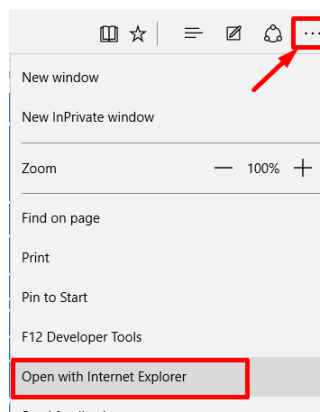 New window
New InPrivate window
Zoom — 100% +
Find on page
Print
Pin to Start
F12 Developer Tools
Open with Internet Explorer